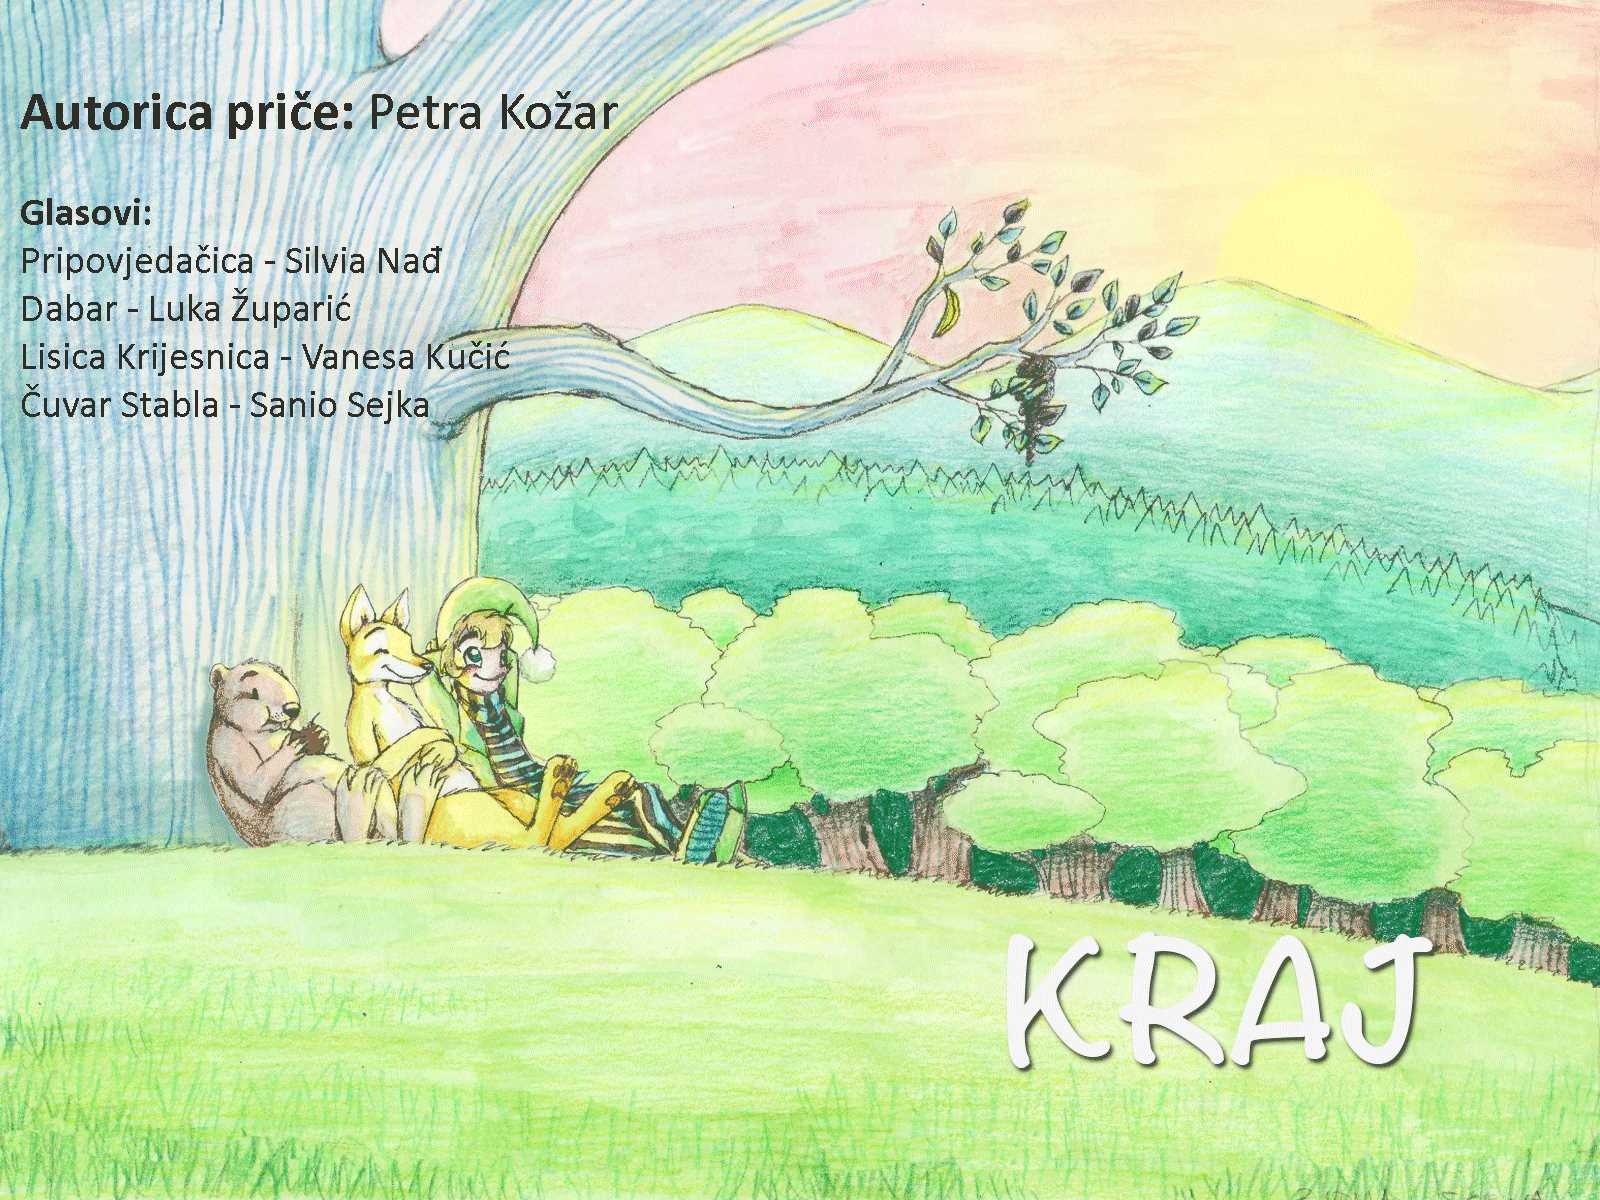 Autorica priče: Petra Kožar
Glasovi:
Pripovjedačica - Silvia Nađ
Dabar - Luka Župarić
Lisica Krijesnica - Vanesa Kučić
Čuvar Stabla - Sanio Sejka
KRAJ